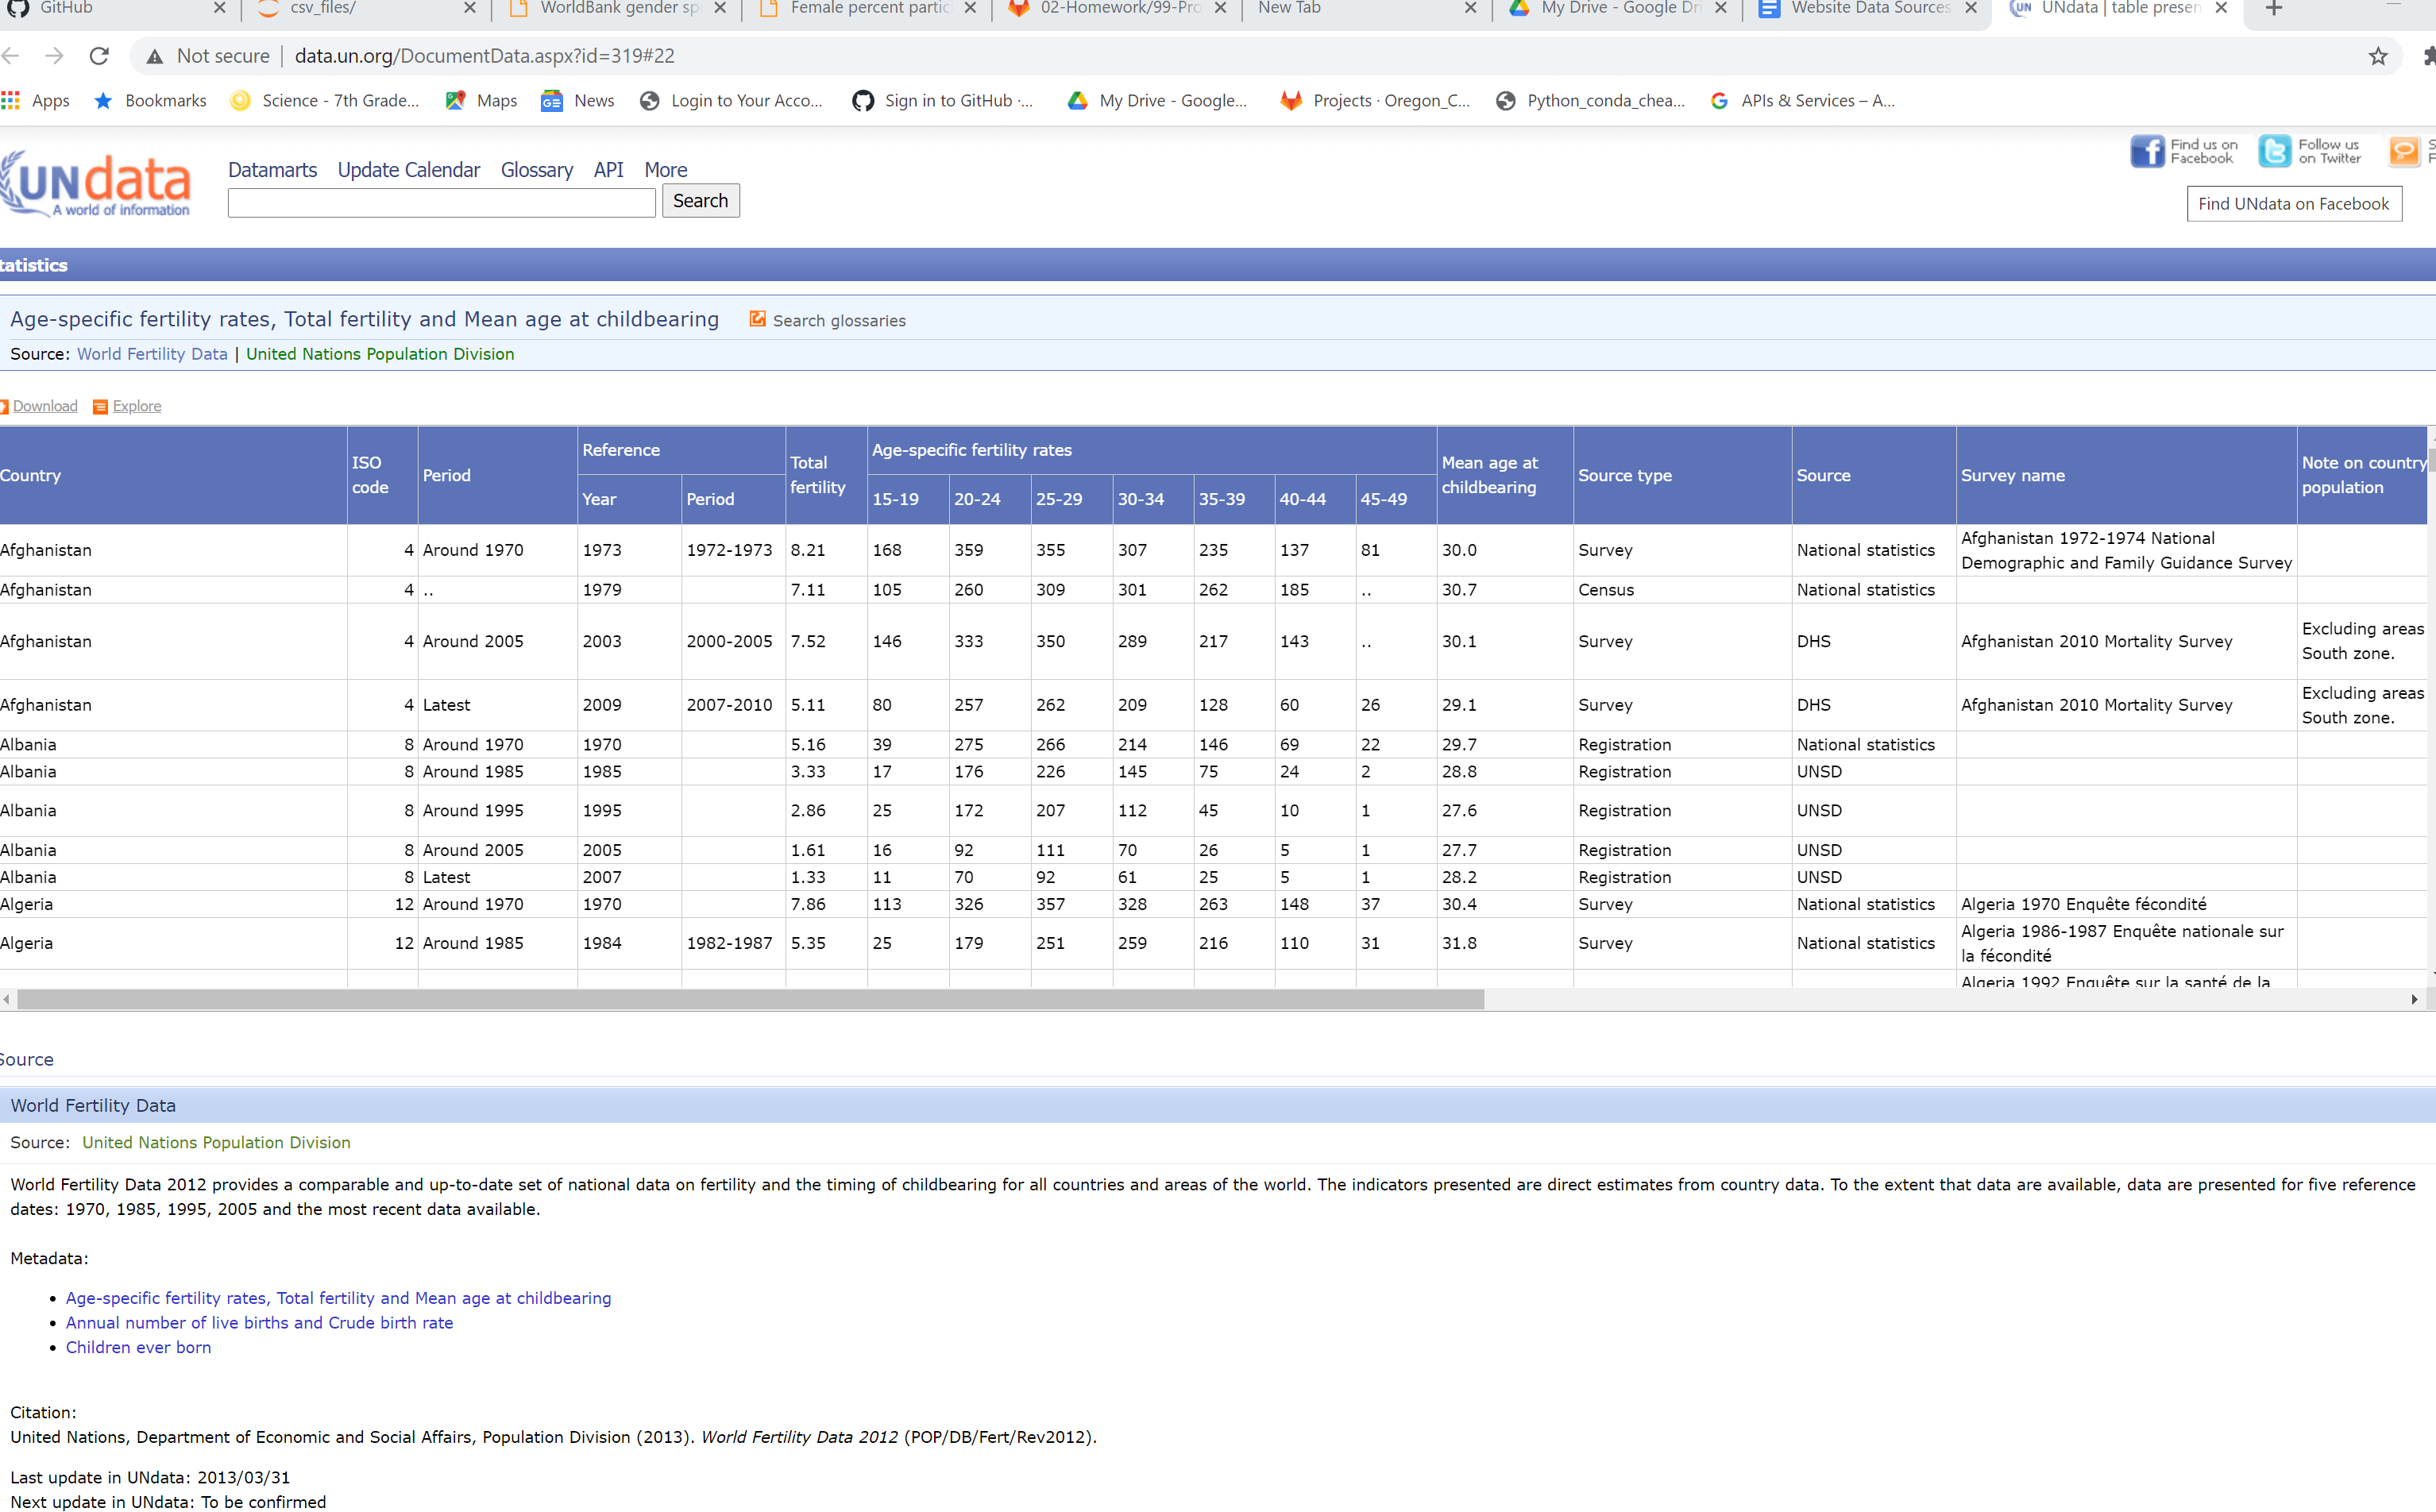 GitHub csv_files/ WorldBank gender sp Female percent partic 02-Homework/99-Pro New Tab My Drive - Google Dri Website Data Sources UNdata | table presen
Not secure | data.un.org/DocumentData.aspx?id=319#22
Apps Bookmarks Science - 7th Grade... Maps News Login to Your Acco... Sign in to GitHub ·... My Drive - Google... Projects · Oregon_C... Python_conda_chea... APIs & Services – A...
UNdata
A world of information
Datamarts Update Calendar Glossary API More
Search
Find us on Facebook
Follow us on Twitter
Find UNdata on Facebook
tatistics
Age-specific fertility rates, Total fertility and Mean age at childbearing Search glossaries
Source: World Fertility Data | United Nations Population Division
Download Explore
Country ISO code Period Reference Year Period Total fertility Age-specific fertility rates 15-19 20-24 25-29 30-34 35-39 40-44 45-49 Mean age at childbearing Source type Source Survey name Note on country population
Afghanistan 4 Around 1970 1973 1972-1973 8.21 168 359 355 307 235 137 81 30.0 Survey National statistics Afghanistan 1972-1974 National Demographic and Family Guidance Survey
Afghanistan 4 .. 1979 7.11 105 260 309 301 262 185 .. 30.7 Census National statistics
Afghanistan 4 Around 2005 2003 2000-2005 7.52 146 333 350 289 217 143 .. 30.1 Survey DHS Afghanistan 2010 Mortality Survey Excluding areas South zone.
Afghanistan 4 Latest 2009 2007-2010 5.11 80 257 262 209 128 60 26 29.1 Survey DHS Afghanistan 2010 Mortality Survey Excluding areas South zone.
Albania 8 Around 1970 1970 5.16 39 275 266 214 146 69 22 29.7 Registration National statistics
Albania 8 Around 1985 1985 3.33 17 176 226 145 75 24 2 28.8 Registration UNSD
Albania 8 Around 1995 1995 2.86 25 172 207 112 45 10 1 27.6 Registration UNSD
Albania 8 Around 2005 2005 1.61 16 92 111 70 26 5 1 27.7 Registration UNSD
Albania 8 Latest 2007 1.33 11 70 92 61 25 5 1 28.2 Registration UNSD
Algeria 12 Around 1970 1970 7.86 113 326 357 328 263 148 37 30.4 Survey National statistics Algeria 1970 Enquête fécondité
Algeria 12 Around 1985 1984 1982-1987 5.35 25 179 251 259 216 110 31 31.8 Survey National statistics Algeria 1986-1987 Enquête nationale sur la fécondité
Algeria 1992 Enquête sur la santé de la
Source
World Fertility Data
Source: United Nations Population Division
World Fertility Data 2012 provides a comparable and up-to-date set of national data on fertility and the timing of childbearing for all countries and areas of the world. The indicators presented are direct estimates from country data. To the extent that data are available, data are presented for five reference
dates: 1970, 1985, 1995, 2005 and the most recent data available.
Metadata:
• Age-specific fertility rates, Total fertility and Mean age at childbearing
• Annual number of live births and Crude birth rate
• Children ever born
Citation:
United Nations, Department of Economic and Social Affairs, Population Division (2013). World Fertility Data 2012 (POP/DB/Fert/Rev2012).
Last update in UNdata: 2013/03/31
Next update in UNdata: To be confirmed